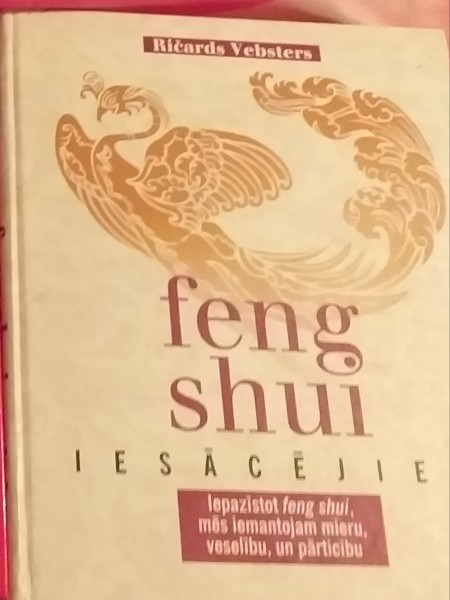 Ričards Vebsters
feng
shui
IESĀCĒJIE
Iepazīstot feng shui,
mēs iemantojam mieru,
veselību, un pārticību